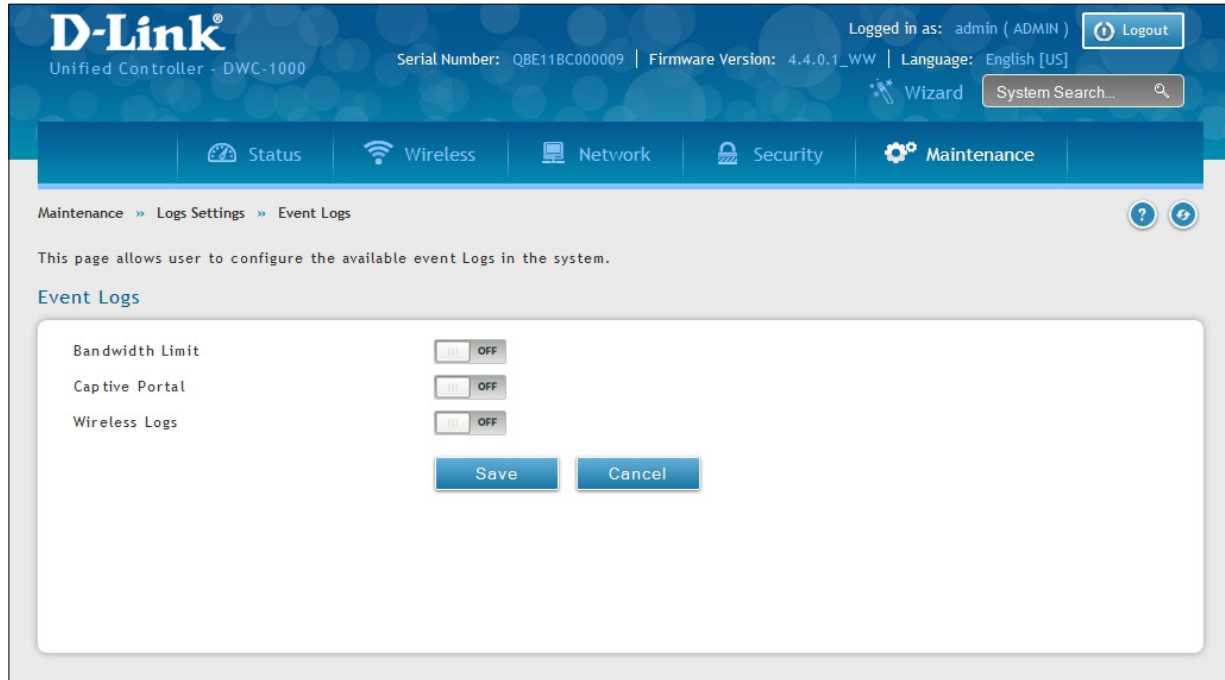 D-Link®
Unified Controller - DWC-1000
Logged in as: admin ( ADMIN )
Logout
Serial Number: QBE11BC000009 | Firmware Version: 4.4.0.1_WW | Language: English [US]
Wizard
System Search...
Status
Wireless
Network
Security
Maintenance
Maintenance » Logs Settings » Event Logs
?
This page allows user to configure the available event Logs in the system.
Event Logs
Bandwidth Limit OFF
Captive Portal OFF
Wireless Logs OFF
Save Cancel